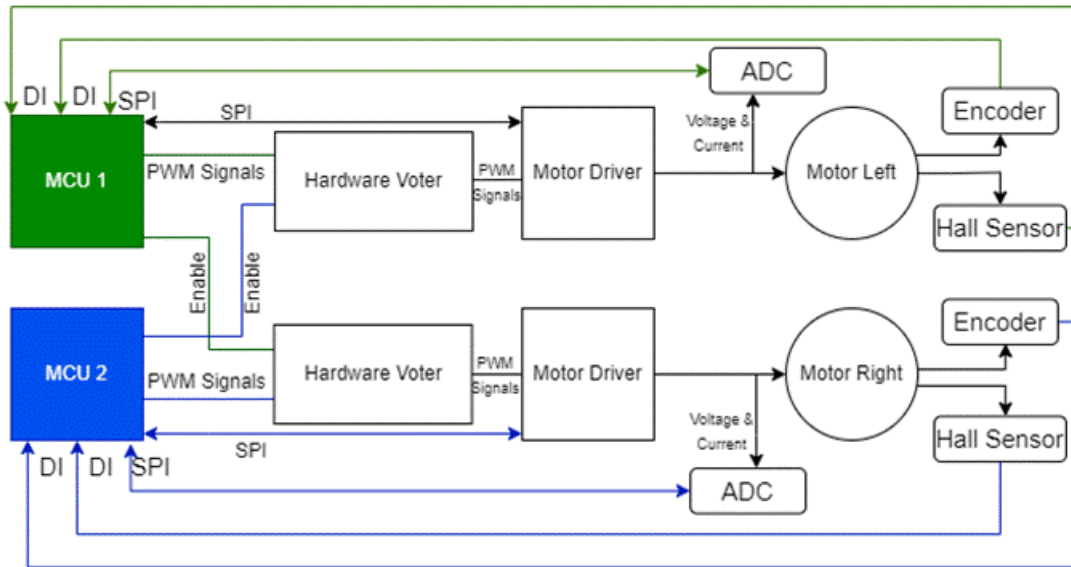 ADC
DI
DI
SPI
Encoder
SPI
Voltage &
Current
MCU 1
PWM Signals
Hardware Voter
PWM
Signals
Motor Driver
Motor Left
Hall Sensor
Enable
Enable
Encoder
MCU 2
PWM Signals
Hardware Voter
PWM
Signals
Motor Driver
Motor Right
Voltage &
Current
Hall Sensor
SPI
DI
DI
SPI
ADC